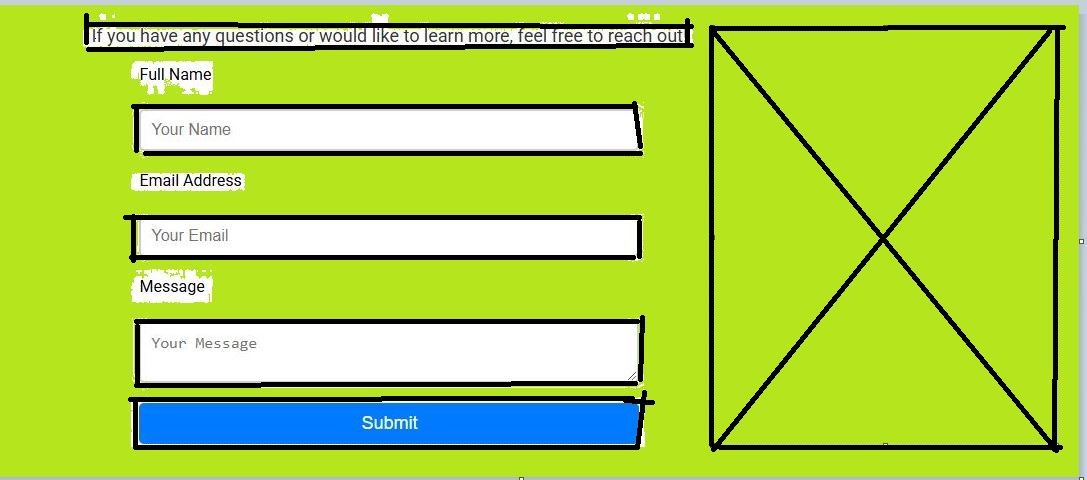 If you have any questions or would like to learn more, feel free to reach out
Full Name
Your Name
Email Address
Your Email
Message
Your Message
Submit